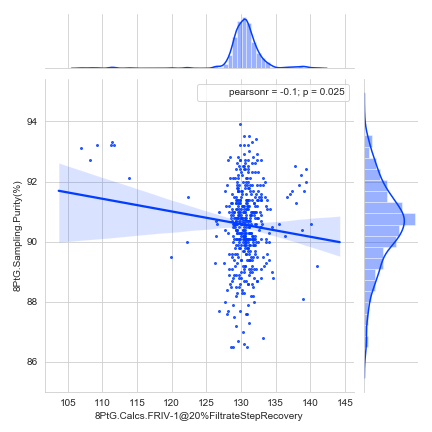 pearsonr = -0.1; p = 0.025
94
92
90
88
86
8PtG.Sampling.Purity(%)
105 110 115 120 125 130 135 140 145
8PtG.Calcs.FRIV-1@20%FiltrateStepRecovery